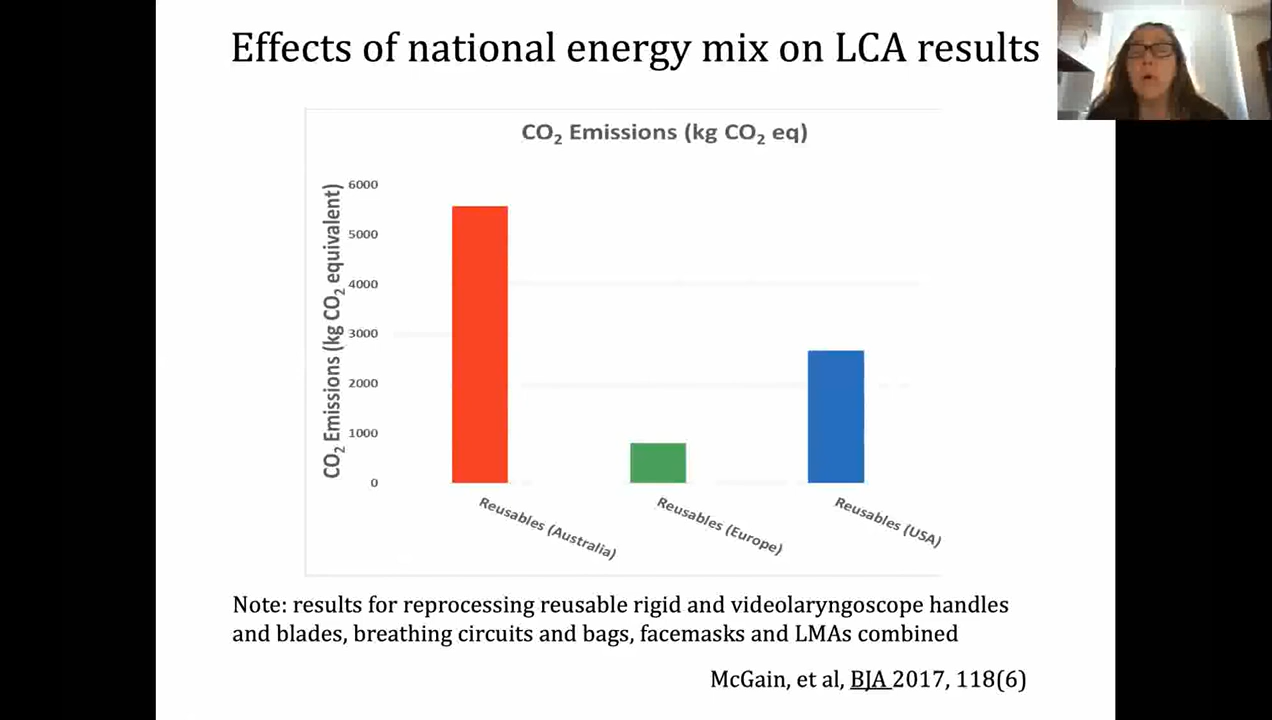 Effects of national energy mix on LCA results
CO₂ Emissions (kg CO₂ eq)
CO₂ Emissions (kg CO₂ equivalent)
6000
5000
4000
3000
2000
1000
0
Reusables (Australia)
Reusables (Europe)
Reusables (USA)
Note: results for reprocessing reusable rigid and videolaryngoscope handles
and blades, breathing circuits and bags, facemasks and LMAs combined
McGain, et al, BJA 2017, 118(6)